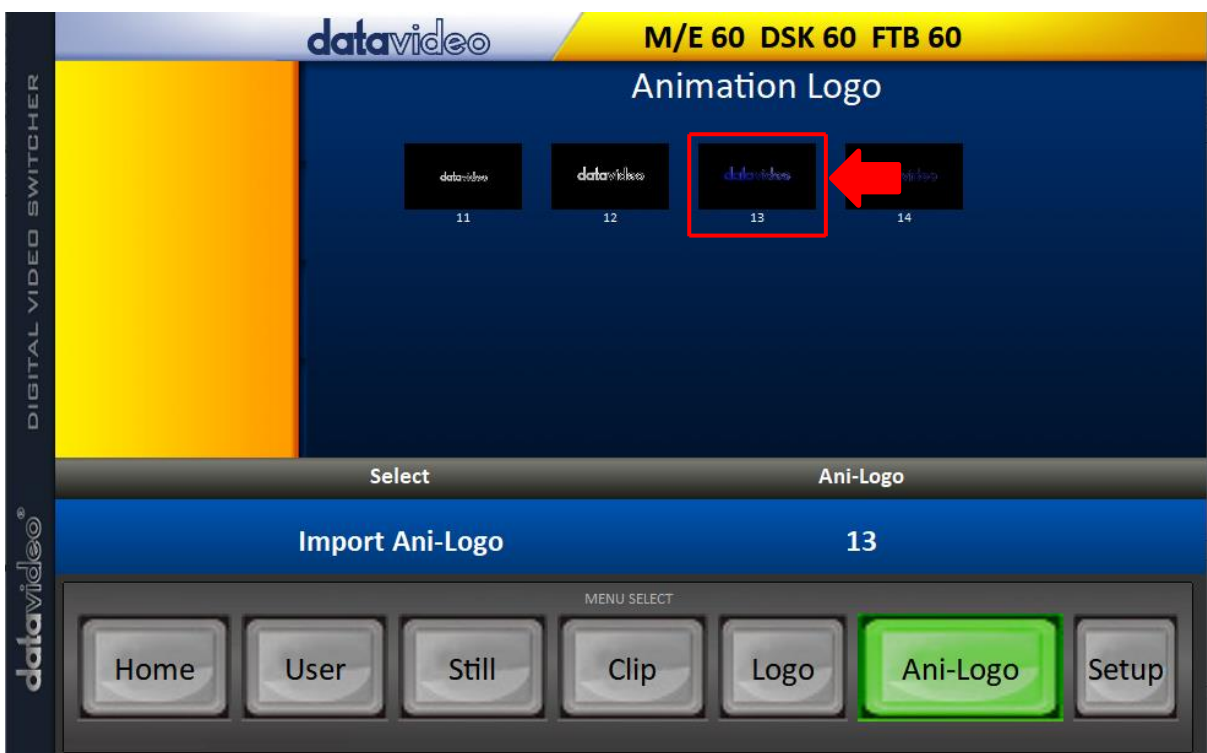 datavideo
M/E 60 DSK 60 FTB 60
DIGITAL VIDEO SWITCHER
datavideo®
Animation Logo
datavideo
datavideo
datavideo
11
12
13
14
Select
Ani-Logo
Import Ani-Logo
13
MENU SELECT
Home
User
Still
Clip
Logo
Ani-Logo
Setup